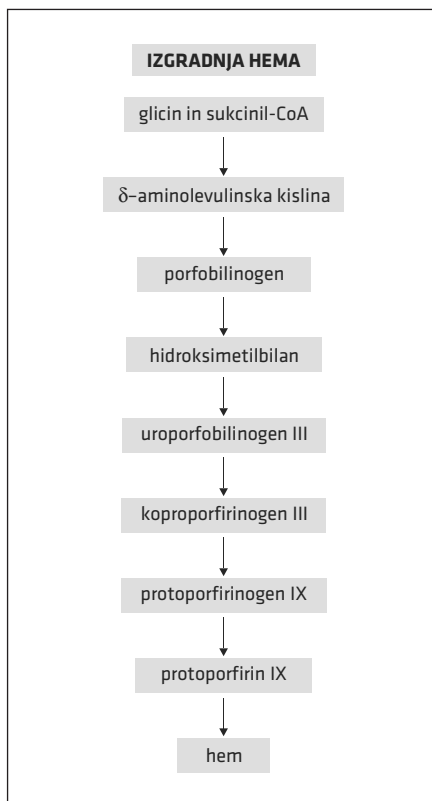 IZGRADNJA HEMA
glicin in sukcinil-CoA
δ–aminolevulinska kislina
porfobilinogen
hidroksimetilbilan
uroporfobilinogen III
koproporfirinogen III
protoporfirinogen IX
protoporfirin IX
hem